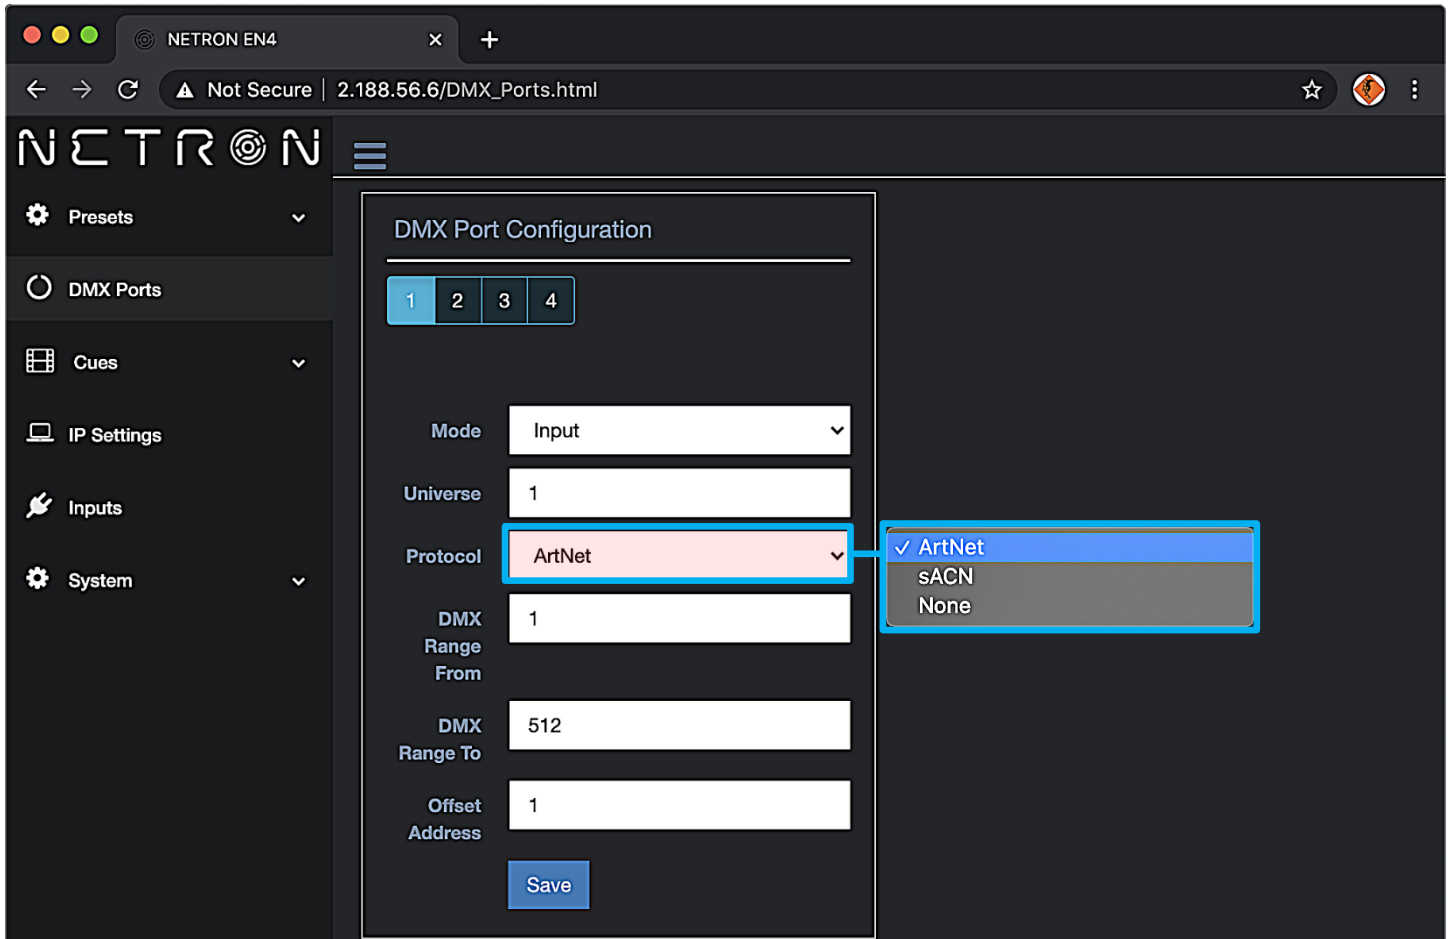 NETRON EN4
Not Secure | 2.188.56.6/DMX_Ports.html
NETRON
Presets
DMX Ports
Cues
IP Settings
Inputs
System
DMX Port Configuration
1 2 3 4
Mode Input
Universe 1
Protocol ArtNet
ArtNet
sACN
None
DMX Range From 1
DMX Range To 512
Offset Address 1
Save